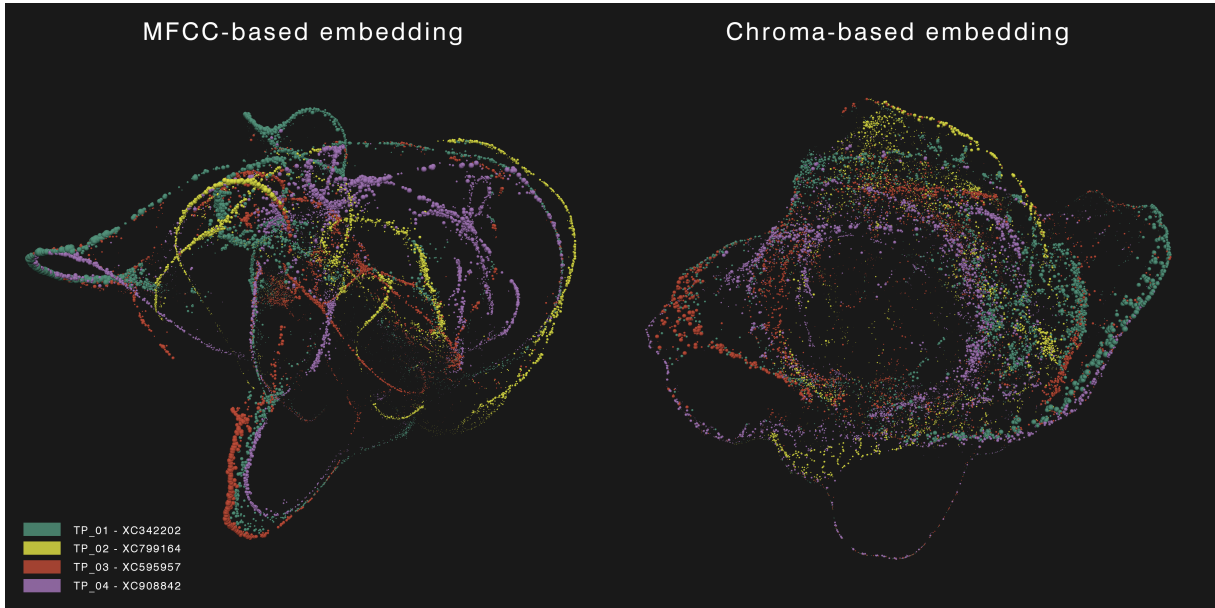 MFCC-based embedding
Chroma-based embedding
TP_01 - XC342202
TP_02 - XC799164
TP_03 - XC595957
TP_04 - XC908842